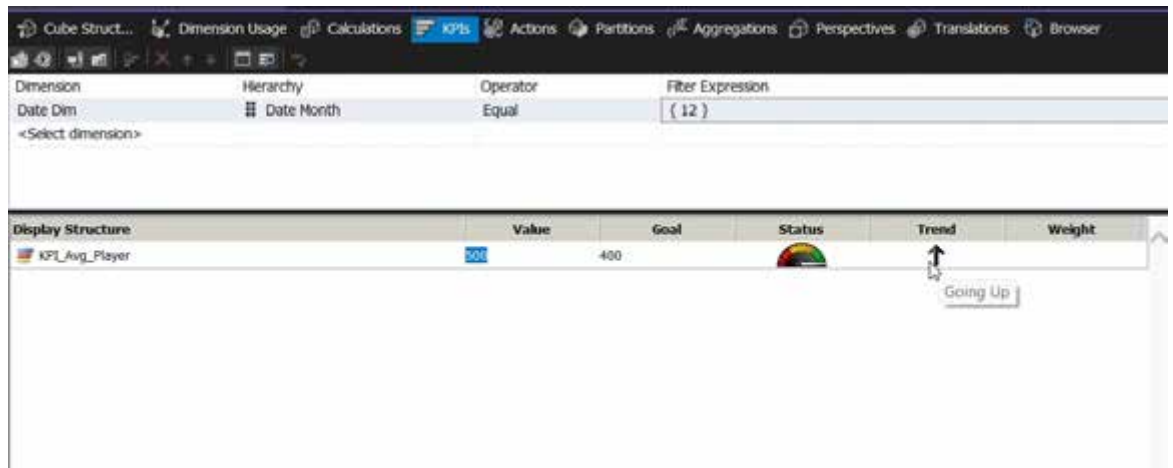 Cube Struct... Dimension Usage Calculations KPIs Actions Partitions Aggregations Perspectives Translations Browser
Dimension Hierarchy Operator Filter Expression
Date Dim Date Month Equal { 12 }
<Select dimension>
Display Structure Value Goal Status Trend Weight
KPI_Avg_Player 500 400
Going Up